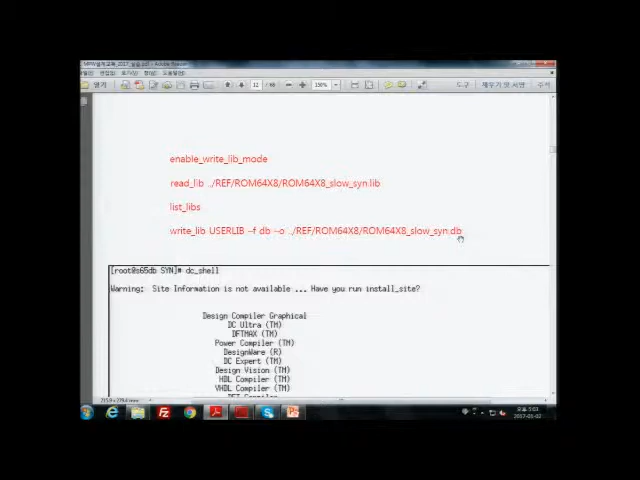 enable_write_lib_mode
read_lib ../REF/ROM64X8/ROM64X8_slow_syn.lib
list_libs
write_lib USERLIB -f db -o ../REF/ROM64X8/ROM64X8_slow_syn.db
[root@s65db SYN]# dc_shell
Warning: Site Information is not available ... Have you run install_site?
Design Compiler Graphical
DC Ultra (TM)
DFTMAX (TM)
Power Compiler (TM)
DesignWare (R)
DC Expert (TM)
Design Vision (TM)
HDL Compiler (TM)
VHDL Compiler (TM)